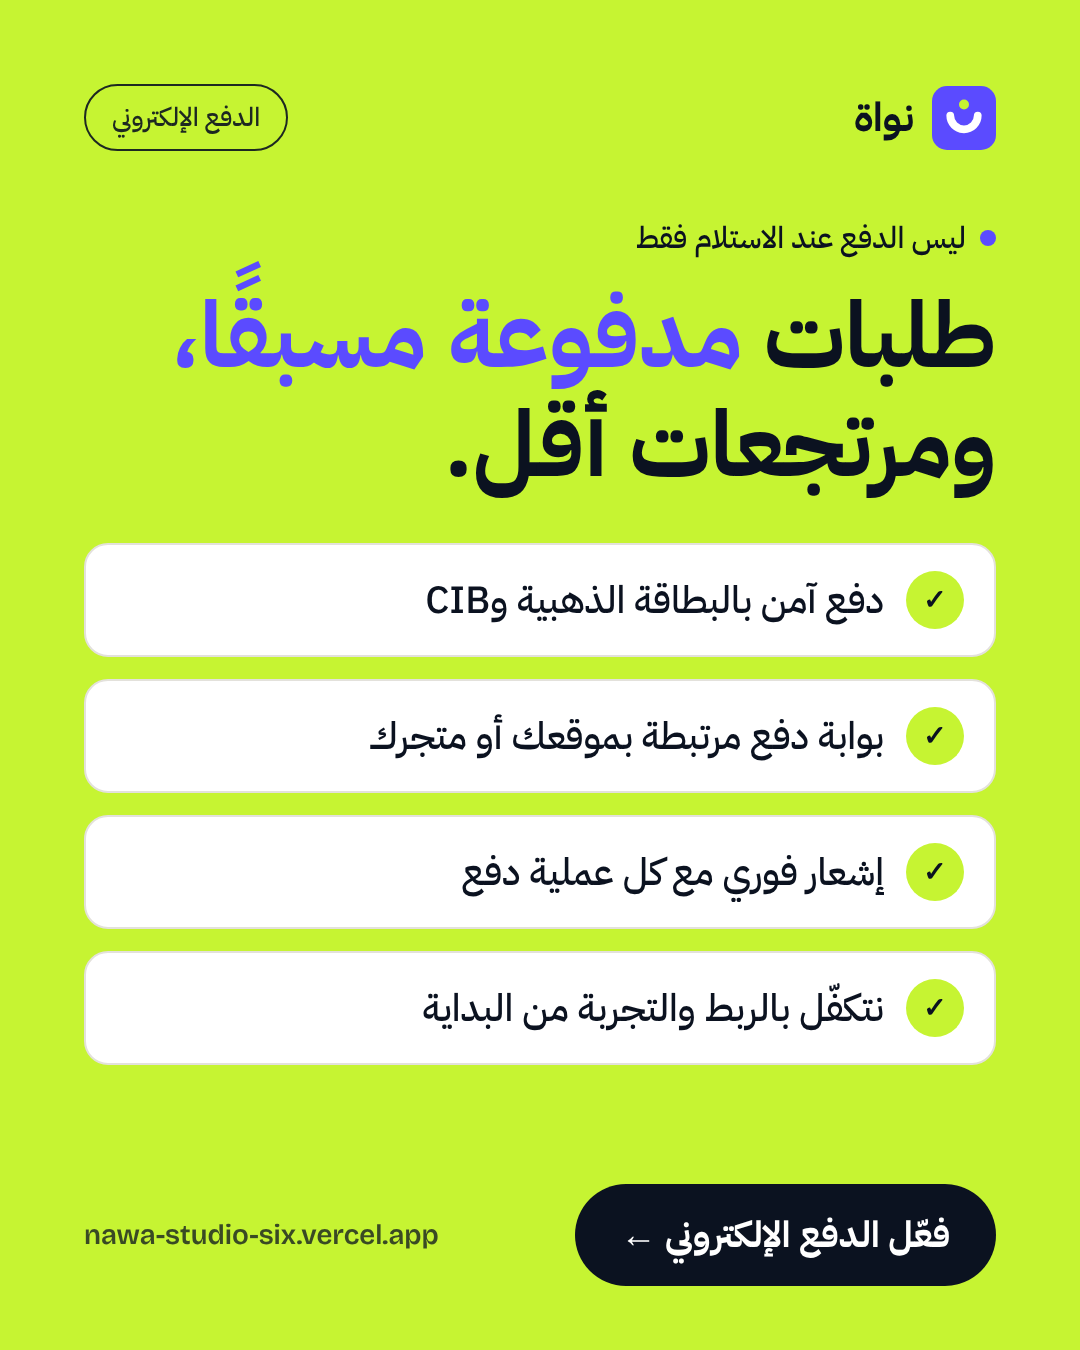 نواة
الدفع الإلكتروني
ليس الدفع عند الاستلام فقط
طلبات مدفوعة مسبقًا،
ومرتجعات أقل.
✓ دفع آمن بالبطاقة الذهبية وCIB
✓ بوابة دفع مرتبطة بموقعك أو متجرك
✓ إشعار فوري مع كل عملية دفع
✓ نتكفّل بالربط والتجربة من البداية
فعّل الدفع الإلكتروني ←
nawa-studio-six.vercel.app